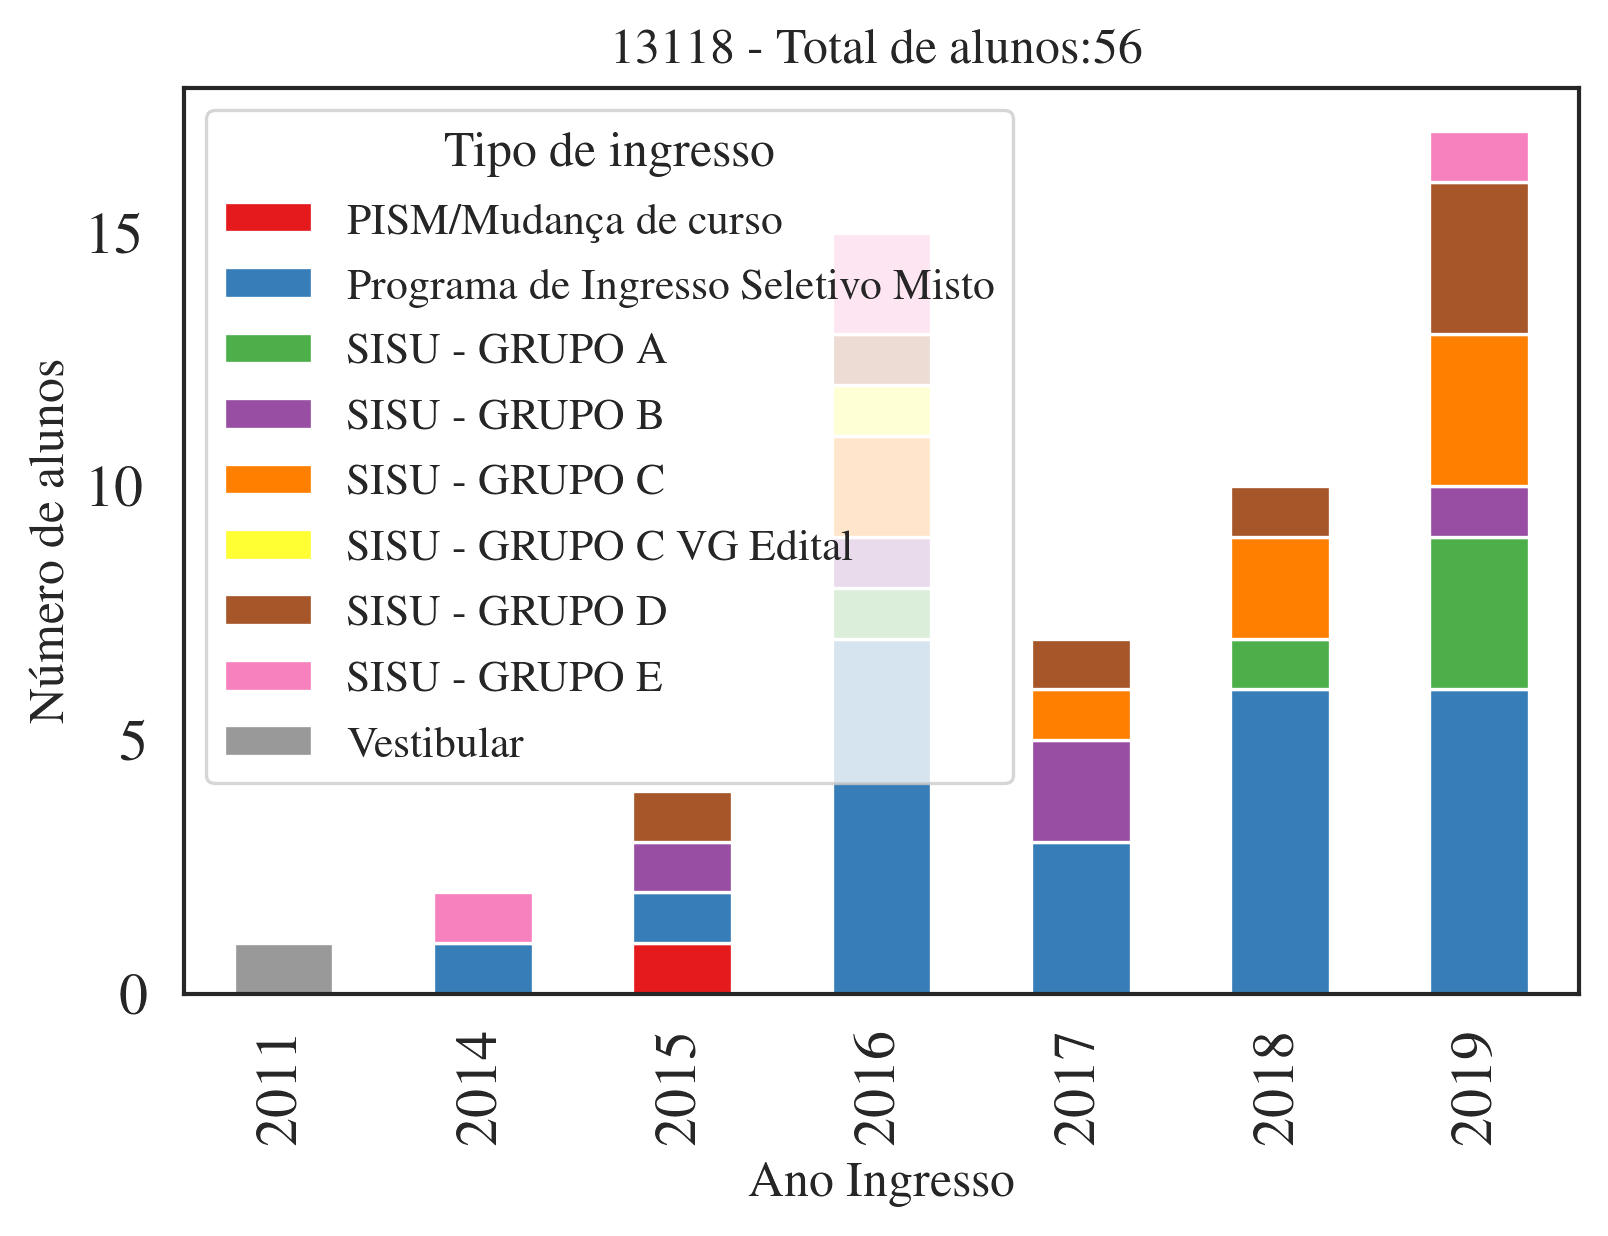 13118 - Total de alunos:56
Tipo de ingresso
PISM/Mudança de curso
Programa de Ingresso Seletivo Misto
SISU - GRUPO A
SISU - GRUPO B
SISU - GRUPO C
SISU - GRUPO C VG Edital
SISU - GRUPO D
SISU - GRUPO E
Vestibular
Número de alunos
15
10
5
0
2011
2014
2015
2016
2017
2018
2019
Ano Ingresso